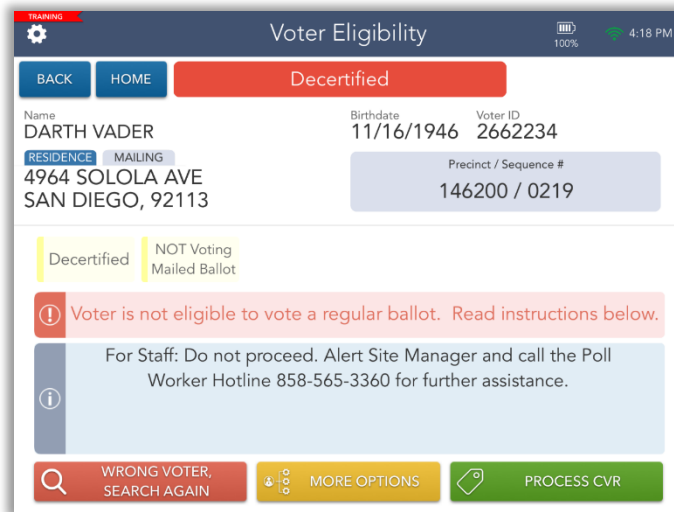 TRAINING
Voter Eligibility
100%
4:18 PM
BACK
HOME
Decertified
Name
DARTH VADER
Birthdate
11/16/1946
Voter ID
2662234
RESIDENCE
MAILING
4964 SOLOLA AVE
SAN DIEGO, 92113
Precinct / Sequence #
146200 / 0219
Decertified
NOT Voting
Mailed Ballot
Voter is not eligible to vote a regular ballot. Read instructions below.
For Staff: Do not proceed. Alert Site Manager and call the Poll
Worker Hotline 858-565-3360 for further assistance.
WRONG VOTER,
SEARCH AGAIN
MORE OPTIONS
PROCESS CVR